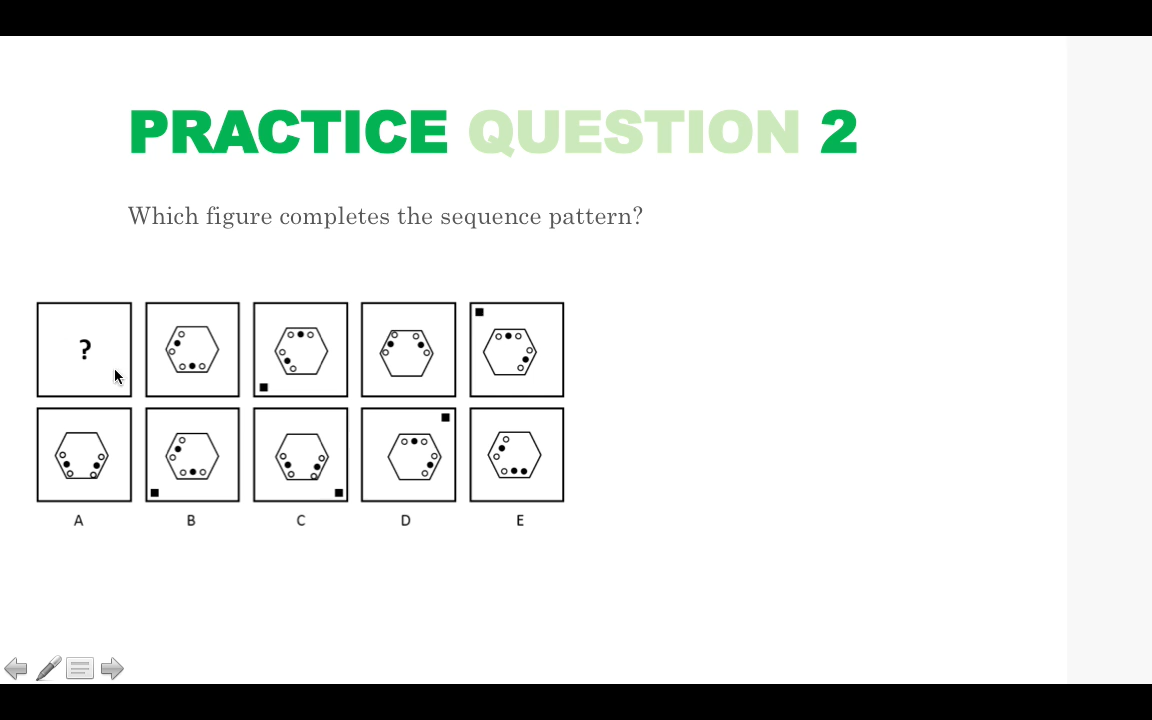 PRACTICE QUESTION 2
Which figure completes the sequence pattern?
?
A B C D E